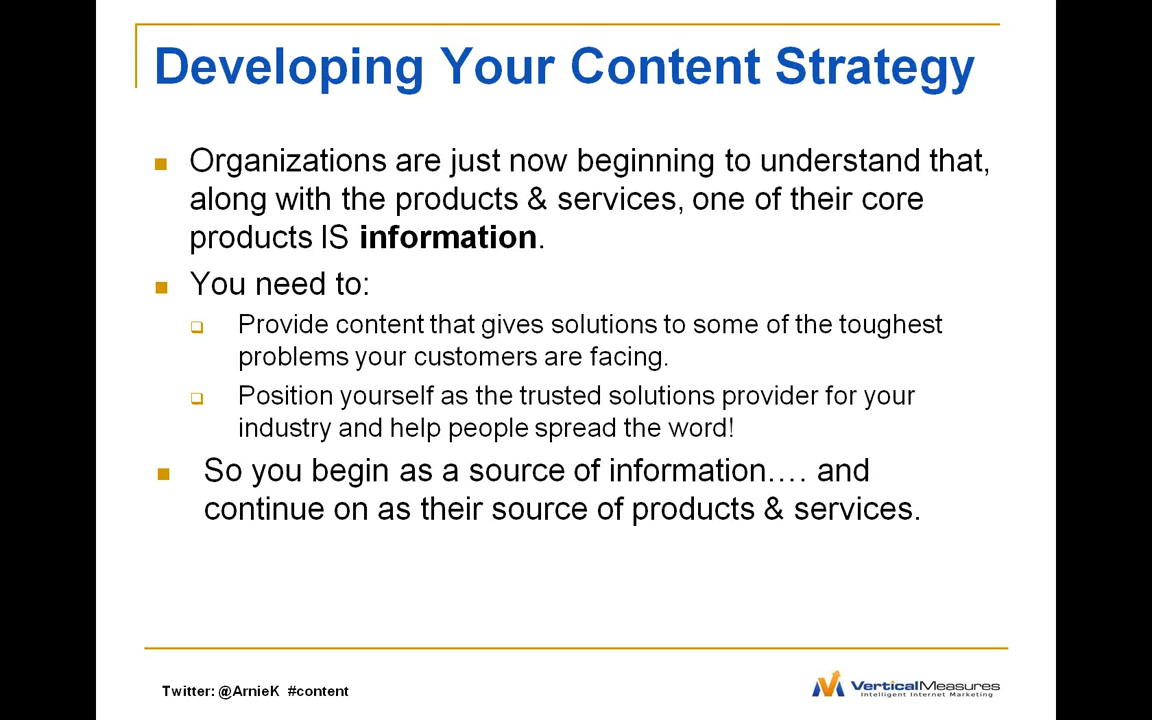 Developing Your Content Strategy
Organizations are just now beginning to understand that,
along with the products & services, one of their core
products IS information.
You need to:
Provide content that gives solutions to some of the toughest
problems your customers are facing.
Position yourself as the trusted solutions provider for your
industry and help people spread the word!
So you begin as a source of information…. and
continue on as their source of products & services.
Twitter: @ArnieK #content
VerticalMeasures
Intelligent Internet Marketing